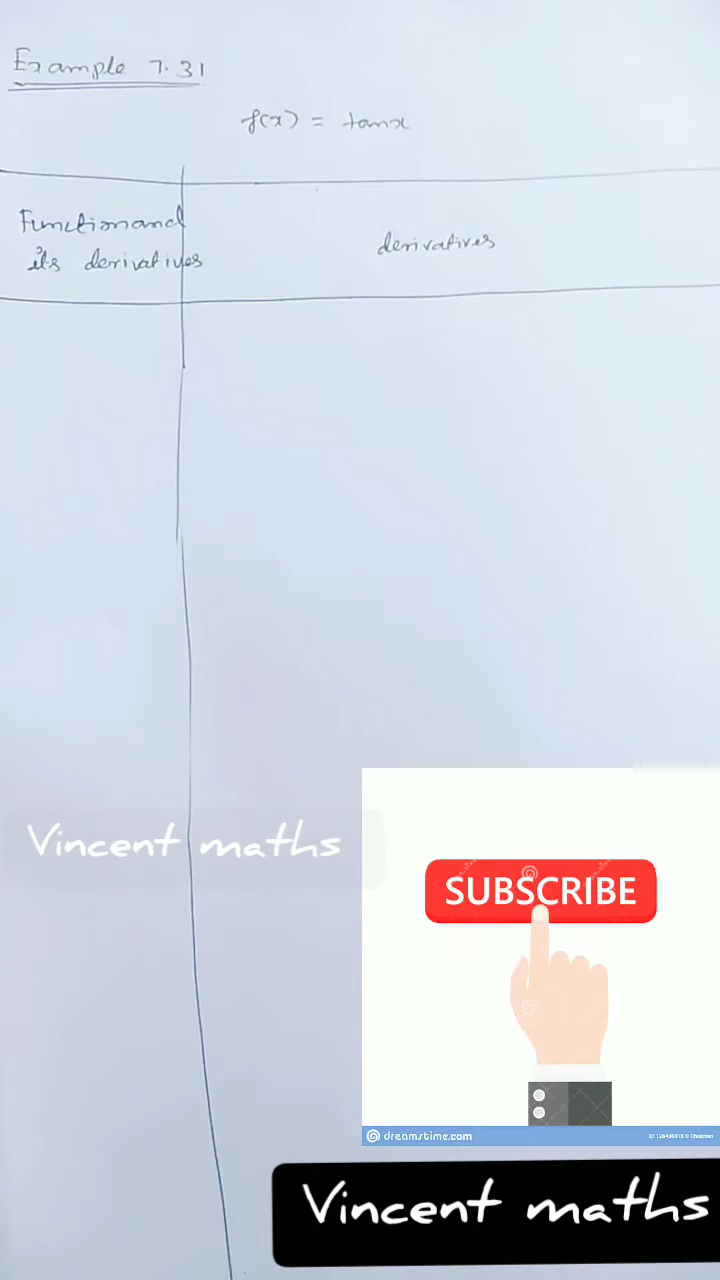 Example 7.31
f(x) = tanx
Function and
its derivatives
derivatives
Vincent maths
SUBSCRIBE
dreamstime.com
Vincent maths